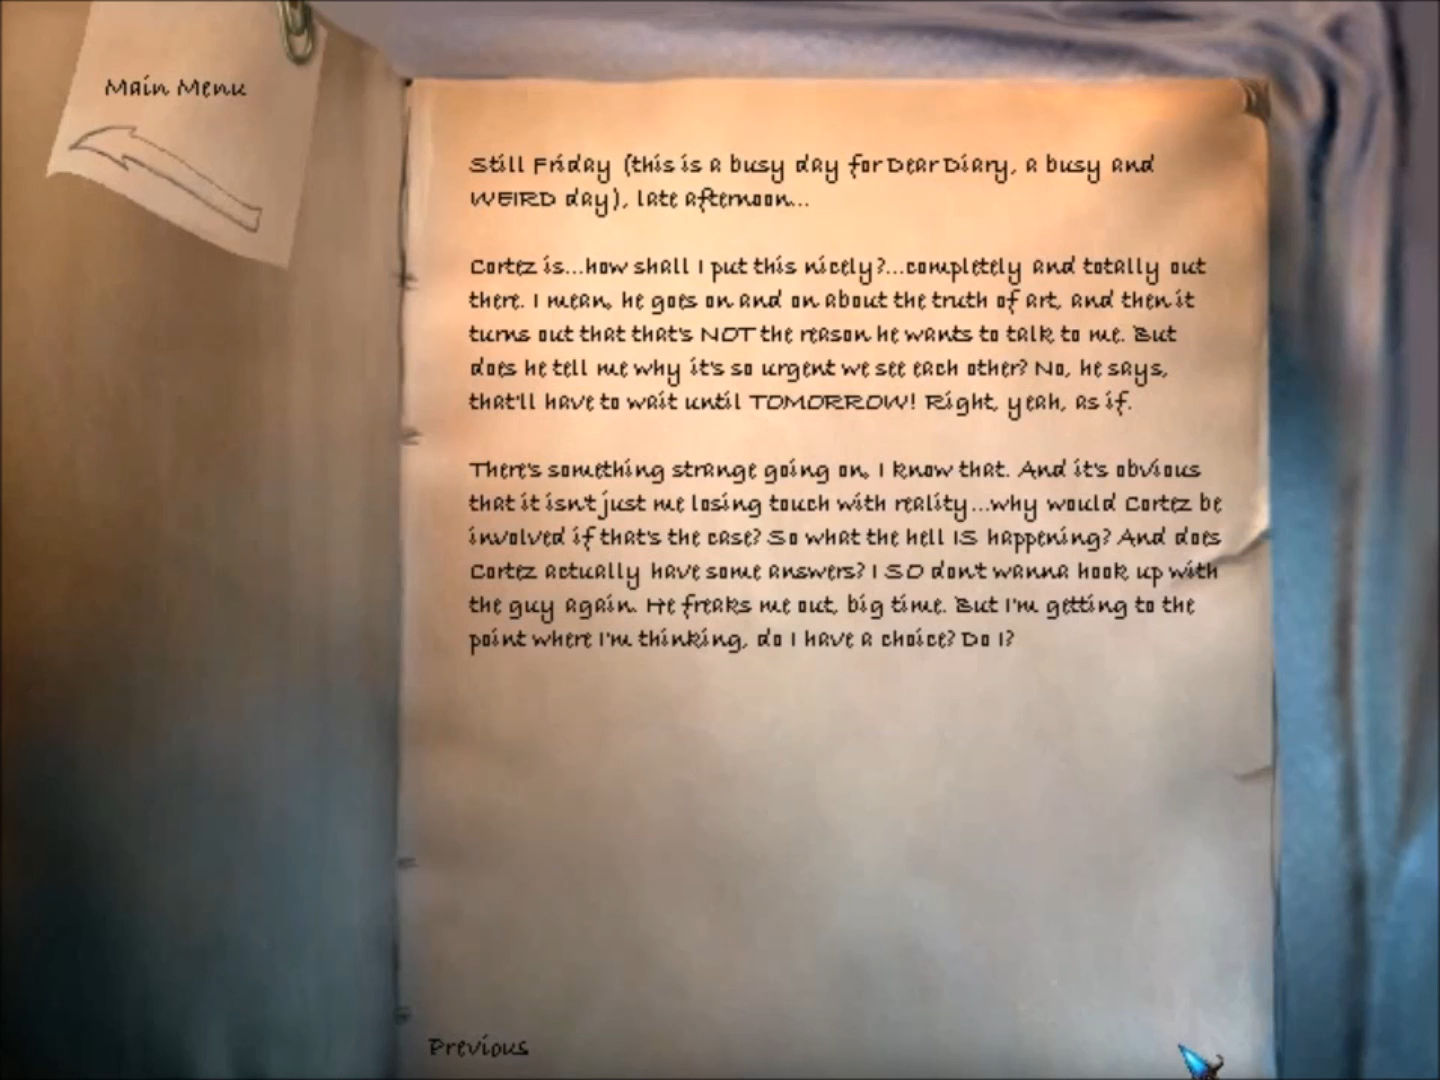 Main Menu
Still Friday (this is a busy day for Dear Diary, a busy and
WEIRD day), late afternoon...
Cortez is...how shall I put this nicely?...completely and totally out
there. I mean, he goes on and on about the truth of art, and then it
turns out that that's NOT the reason he wants to talk to me. But
does he tell me why it's so urgent we see each other? No, he says,
that'll have to wait until TOMORROW! Right, yeah, as if.
There's something strange going on, I know that. And it's obvious
that it isn't just me losing touch with reality...why would Cortez be
involved if that's the case? So what the hell IS happening? And does
Cortez actually have some answers? I SO don't wanna hook up with
the guy again. He freaks me out, big time. But I'm getting to the
point where I'm thinking, do I have a choice? Do I?
Previous